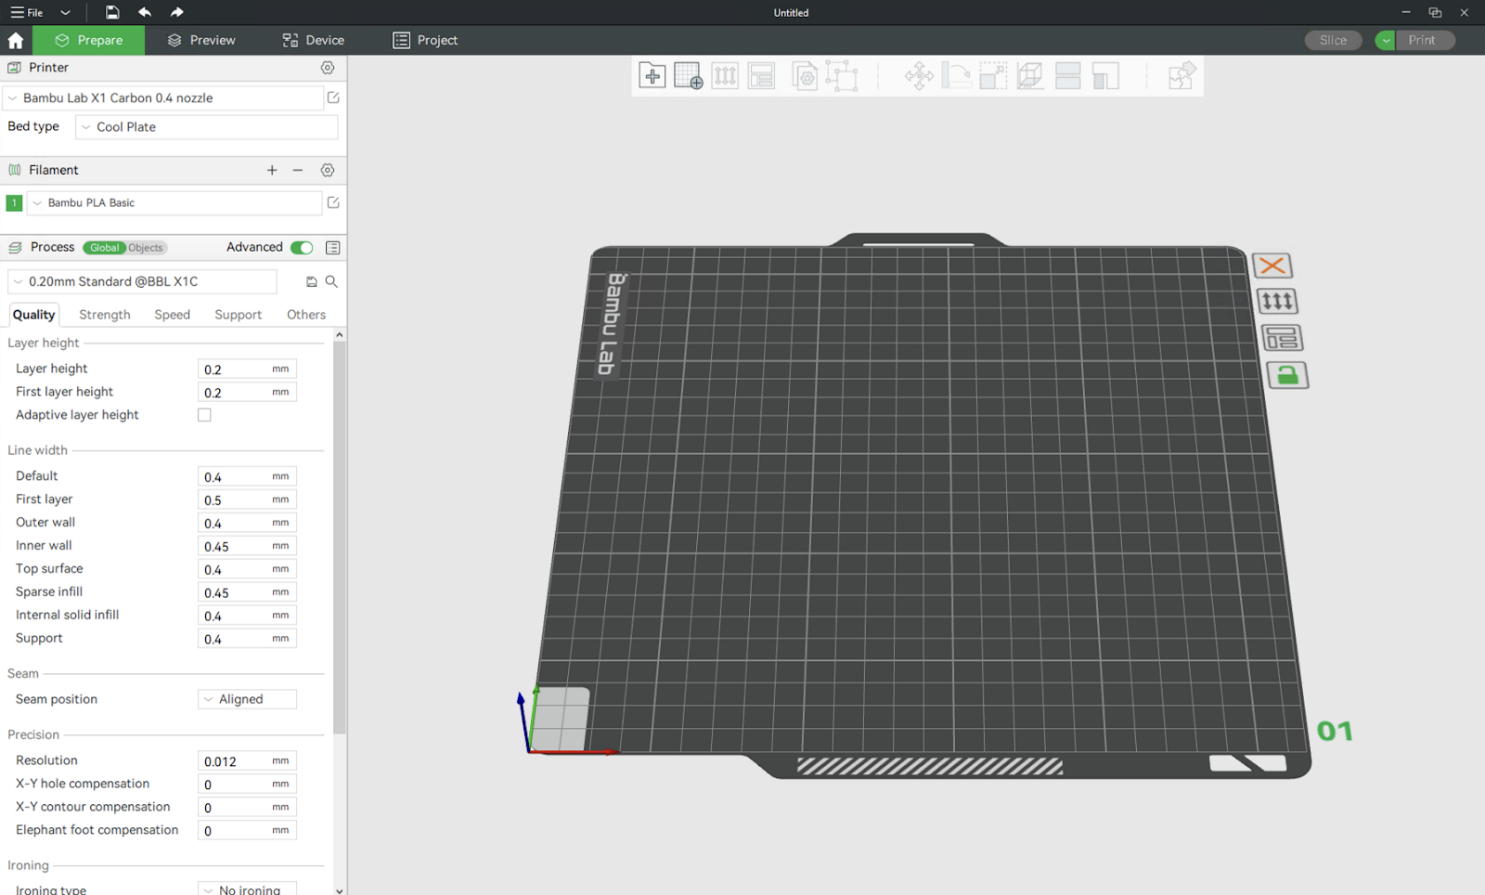 File
Untitled
Prepare
Preview
Device
Project
Slice
Print
Printer
Bambu Lab X1 Carbon 0.4 nozzle
Bed type
Cool Plate
Filament
1
Bambu PLA Basic
Process Global Objects Advanced
0.20mm Standard @BBL X1C
Quality Strength Speed Support Others
Layer height
Layer height 0.2 mm
First layer height 0.2 mm
Adaptive layer height
Line width
Default 0.4 mm
First layer 0.5 mm
Outer wall 0.4 mm
Inner wall 0.45 mm
Top surface 0.4 mm
Sparse infill 0.45 mm
Internal solid infill 0.4 mm
Support 0.4 mm
Seam
Seam position Aligned
Precision
Resolution 0.012 mm
X-Y hole compensation 0 mm
X-Y contour compensation 0 mm
Elephant foot compensation 0 mm
Ironing
Ironing type No ironing
Bambu Lab
01